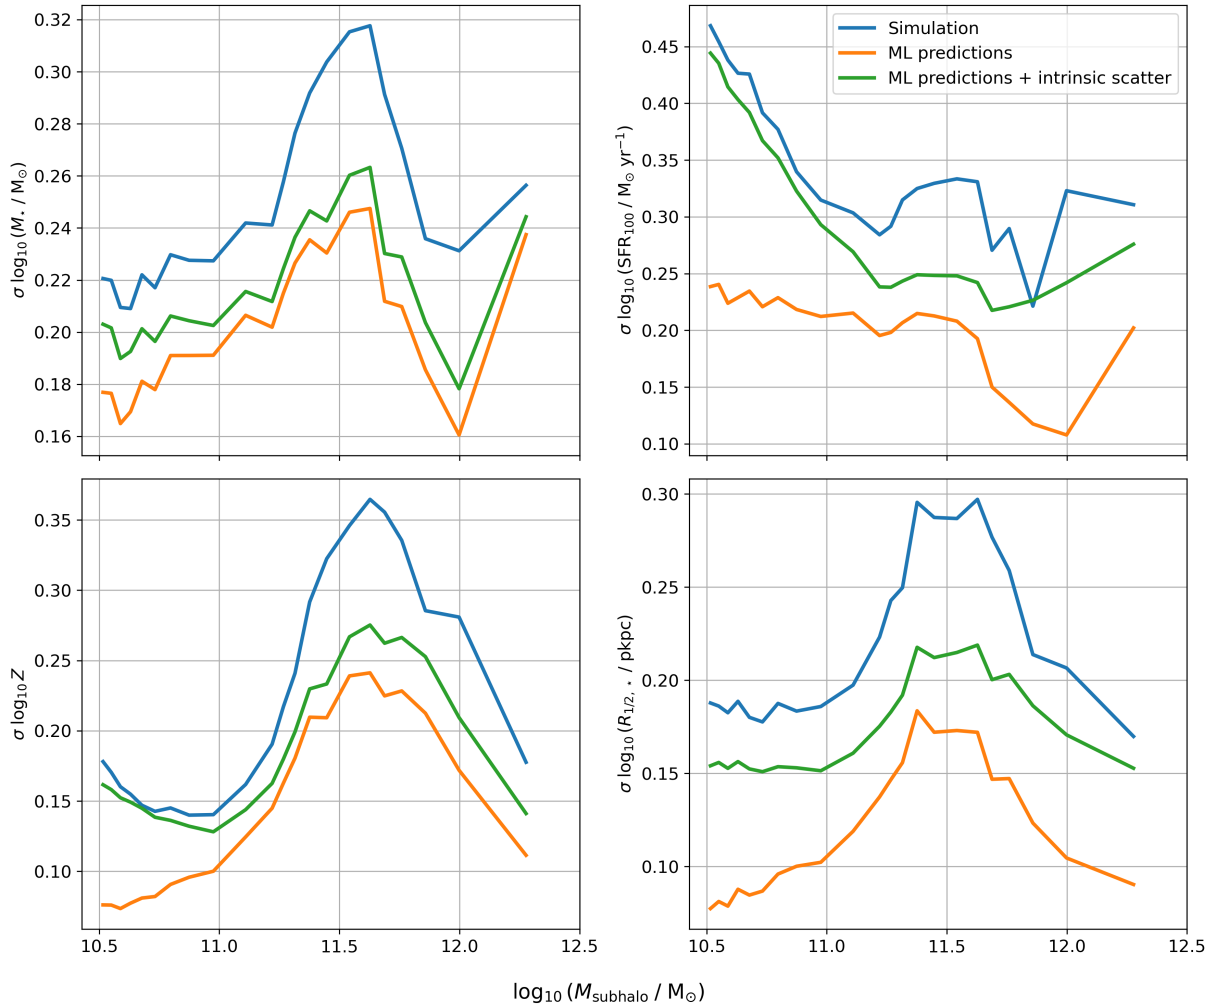 0.32
0.30
0.28
0.26
0.24
0.22
0.20
0.18
0.16
σ log₁₀ (M⋆ / M⊙)
0.45
0.40
0.35
0.30
0.25
0.20
0.15
0.10
σ log₁₀ (SFR₁₀₀ / M⊙ yr⁻¹)
Simulation
ML predictions
ML predictions + intrinsic scatter
0.35
0.30
0.25
0.20
0.15
0.10
σ log₁₀ Z
10.5 11.0 11.5 12.0 12.5
0.30
0.25
0.20
0.15
0.10
σ log₁₀ (R₁/₂, ⋆ / pkpc)
10.5 11.0 11.5 12.0 12.5
log₁₀ (Msubhalo / M⊙)